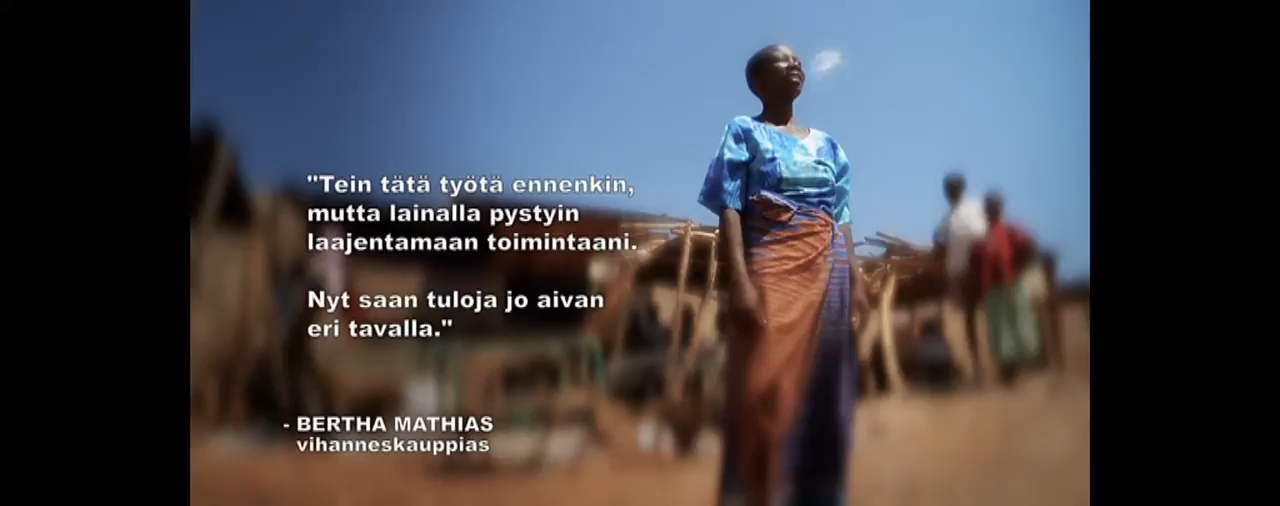 "Tein tätä työtä ennenkin,
mutta lainalla pystyin
laajentamaan toimintaani.
Nyt saan tuloja jo aivan
eri tavalla."
- BERTHA MATHIAS
vihanneskauppias